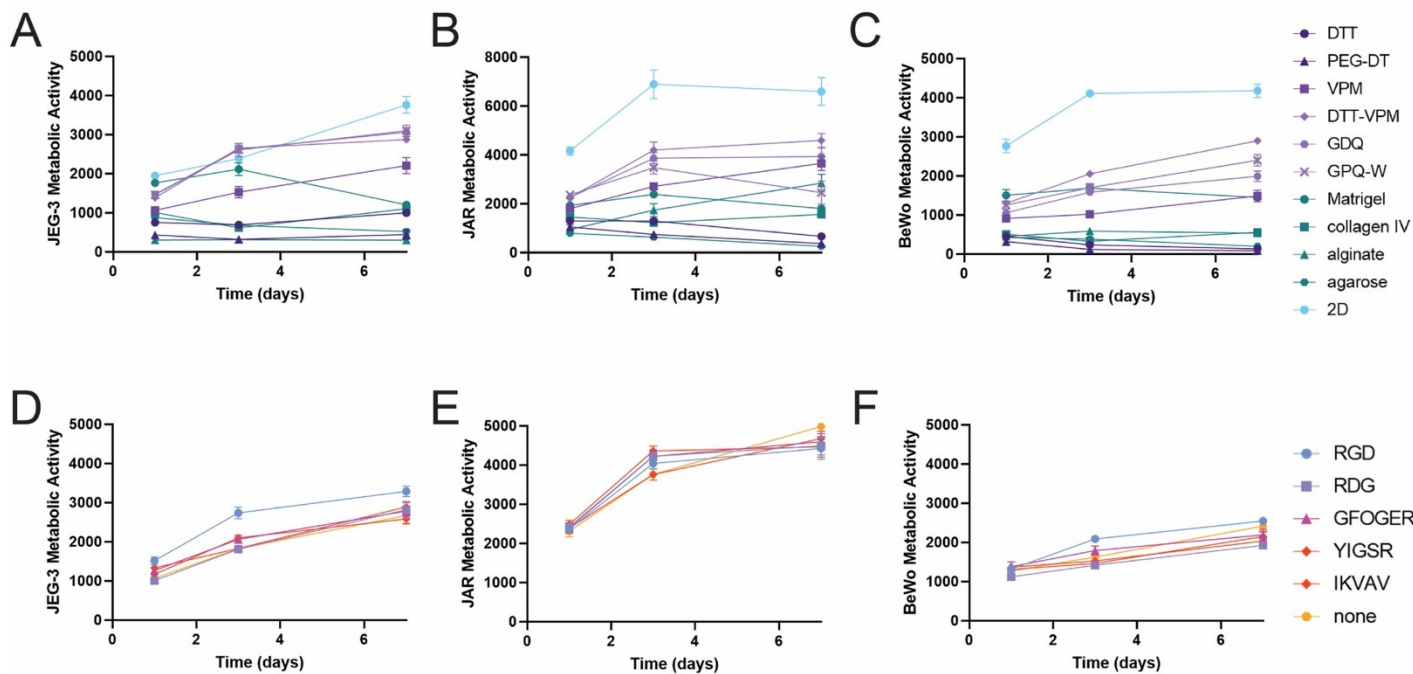 A
JEG-3 Metabolic Activity
5000
4000
3000
2000
1000
0
0 2 4 6
Time (days)
B
JAR Metabolic Activity
8000
6000
4000
2000
0
0 2 4 6
Time (days)
C
BeWo Metabolic Activity
5000
4000
3000
2000
1000
0
0 2 4 6
Time (days)
DTT
PEG-DT
VPM
DTT-VPM
GDQ
GPQ-W
Matrigel
collagen IV
alginate
agarose
2D
D
JEG-3 Metabolic Activity
5000
4000
3000
2000
1000
0
0 2 4 6
Time (days)
E
JAR Metabolic Activity
5000
4000
3000
2000
1000
0
0 2 4 6
Time (days)
F
BeWo Metabolic Activity
5000
4000
3000
2000
1000
0
0 2 4 6
Time (days)
RGD
RDG
GFOGER
YIGSR
IKVAV
none